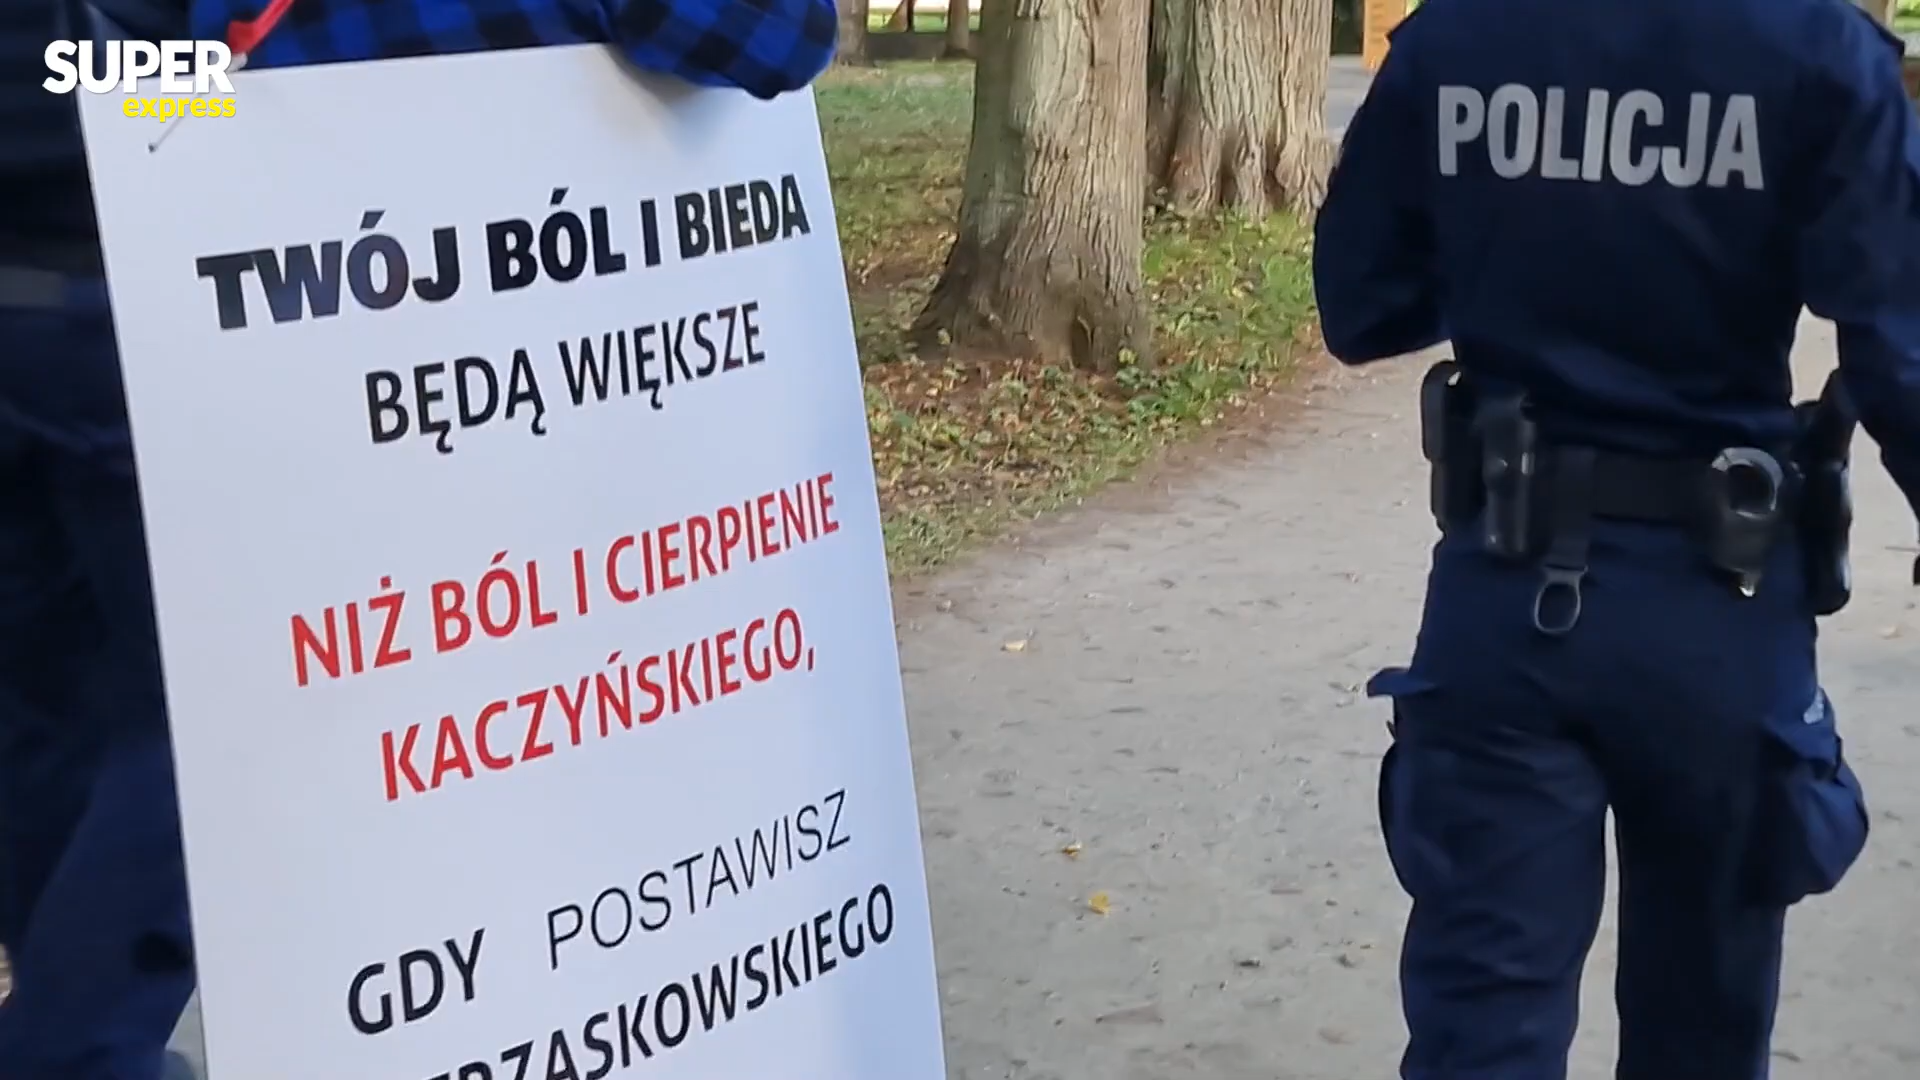 SUPER
express
TWÓJ BÓL I BIEDA
BĘDĄ WIĘKSZE
NIŻ BÓL I CIERPIENIE
KACZYŃSKIEGO,
GDY POSTAWISZ
POLICJA